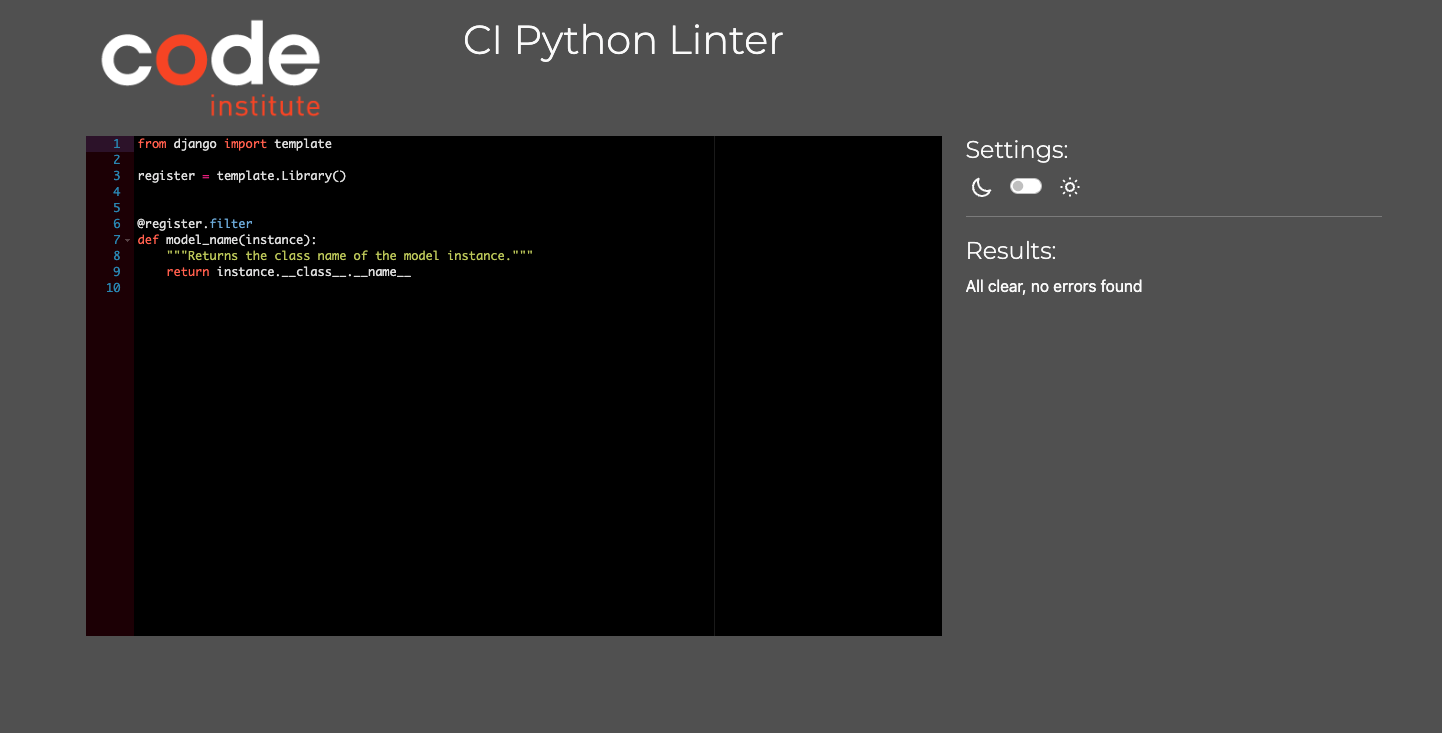 code
institute
CI Python Linter
1 from django import template
2
3 register = template.Library()
4
5
6 @register.filter
7 def model_name(instance):
8     """Returns the class name of the model instance."""
9     return instance.__class__.__name__
10
Settings:
Results:
All clear, no errors found